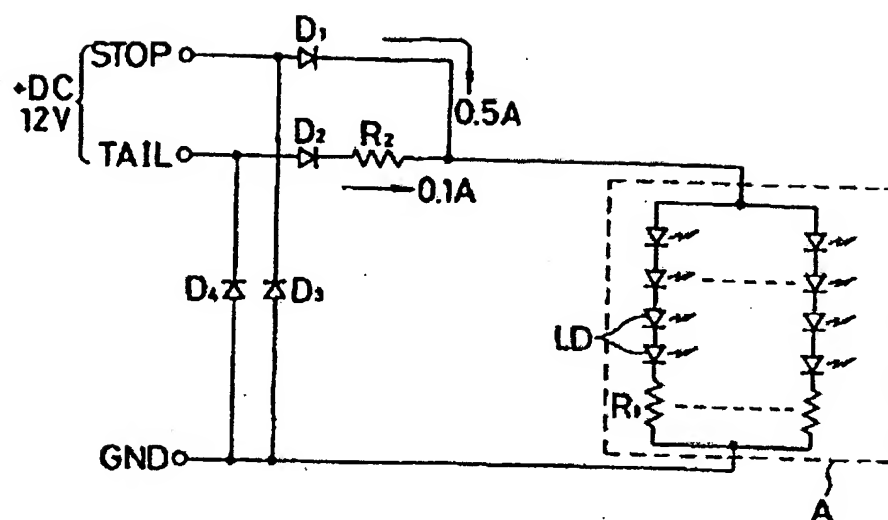 D₁
STOP
+DC
12V
0.5A
D₂
R₂
TAIL
0.1A
D₄
D₃
LD
R₁
GND
A